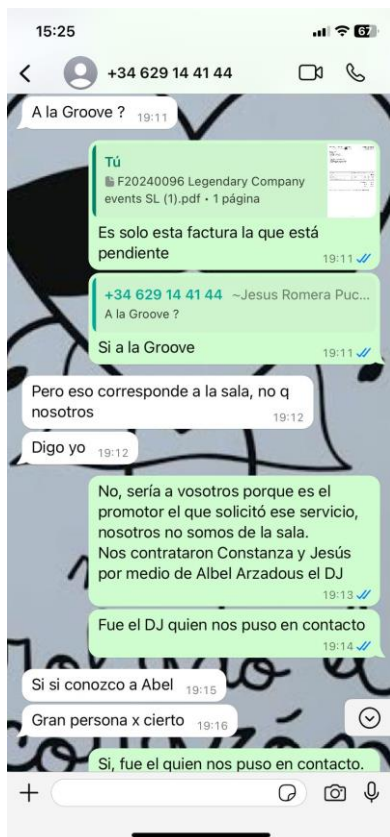 15:25
67
+34 629 14 41 44
A la Groove ? 19:11
Tú
F20240096 Legendary Company
events SL (1).pdf • 1 página
Es solo esta factura la que está
pendiente
19:11
+34 629 14 41 44 ~Jesus Romera Puc...
A la Groove ?
Si a la Groove
19:11
Pero eso corresponde a la sala, no q
nosotros
19:12
Digo yo 19:12
No, sería a vosotros porque es el
promotor el que solicitó ese servicio,
nosotros no somos de la sala.
Nos contrataron Constanza y Jesús
por medio de Albel Arzadous el DJ
19:13
Fue el DJ quien nos puso en contacto
19:14
Si si conozco a Abel 19:15
Gran persona x cierto 19:16
Si, fue el quien nos puso en contacto.